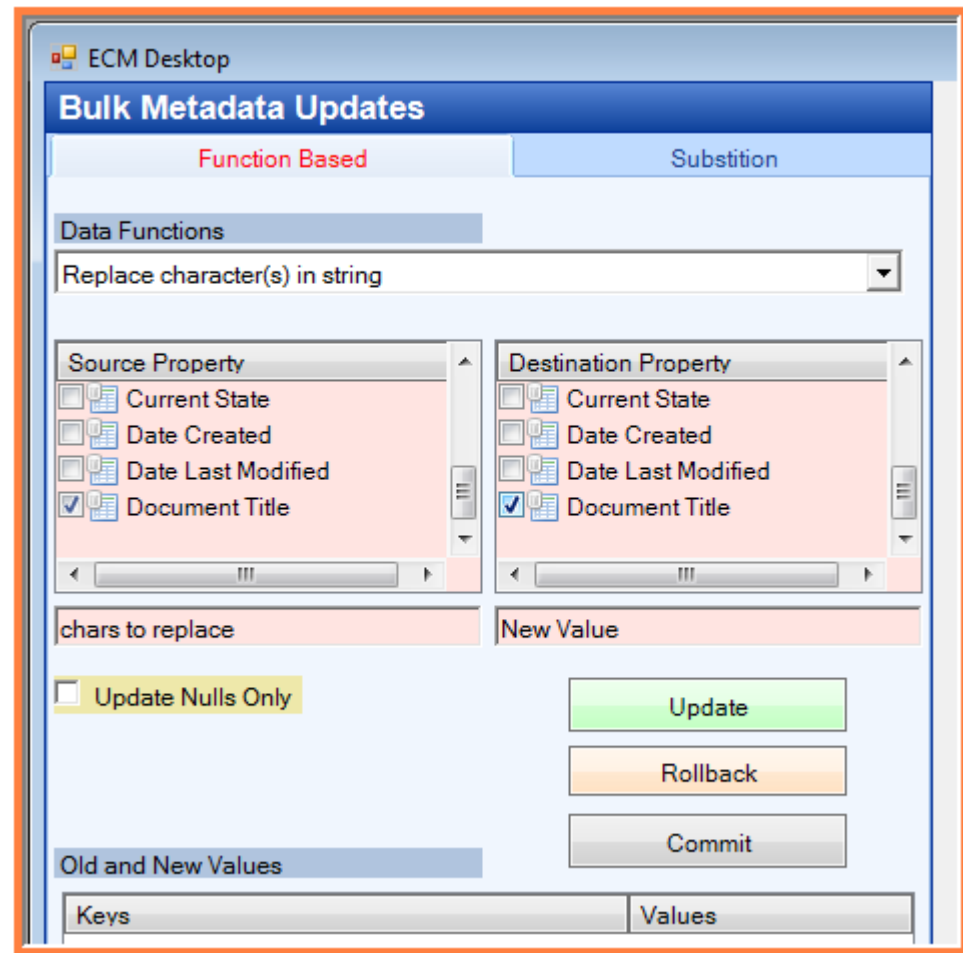 ECM Desktop
Bulk Metadata Updates
Function Based
Substition
Data Functions
Replace character(s) in string
Source Property
Current State
Date Created
Date Last Modified
Document Title
Destination Property
Current State
Date Created
Date Last Modified
Document Title
chars to replace
New Value
Update Nulls Only
Update
Rollback
Commit
Old and New Values
Keys
Values